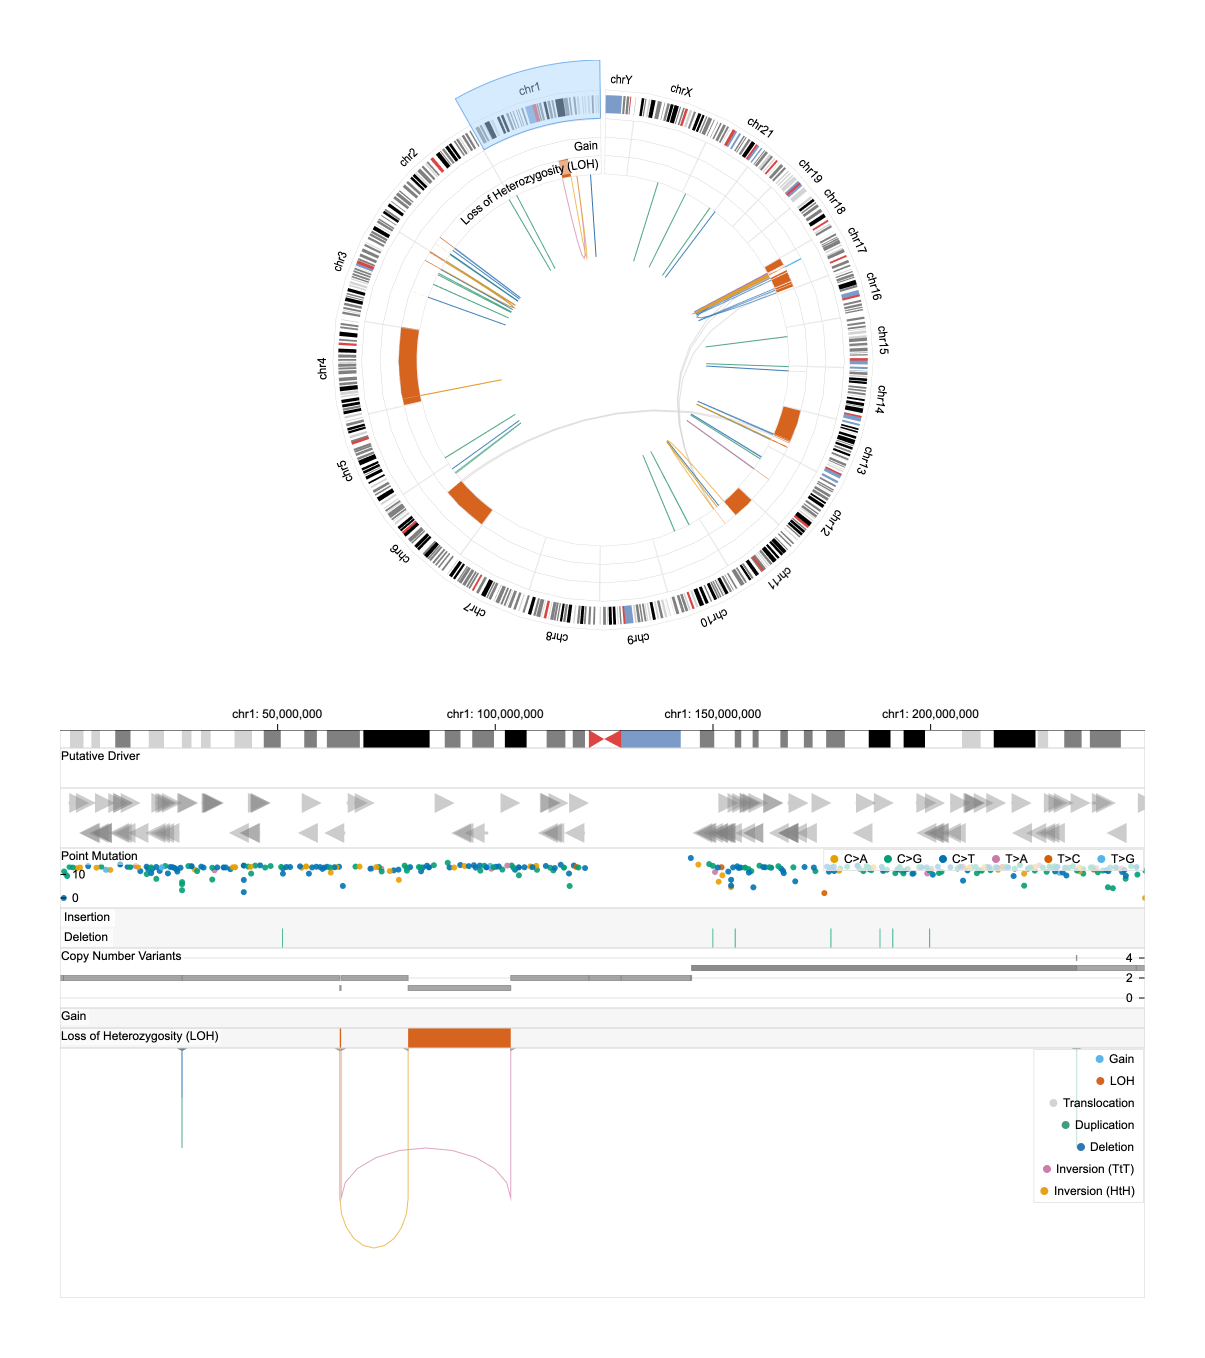 chrY
chrX
chr21
chr19
chr18
chr17
chr16
chr15
chr14
chr13
chr12
chr11
chr10
chr9
chr8
chr7
chr6
chr5
chr4
chr3
chr2
chr1
Gain
Loss of Heterozygosity (LOH)
chr1: 50,000,000
chr1: 100,000,000
chr1: 150,000,000
chr1: 200,000,000
Putative Driver
Point Mutation
C>A
C>G
C>T
T>A
T>C
T>G
10
0
Insertion
Deletion
Copy Number Variants
4
2
0
Gain
Loss of Heterozygosity (LOH)
Gain
LOH
Translocation
Duplication
Deletion
Inversion (TtT)
Inversion (HtH)